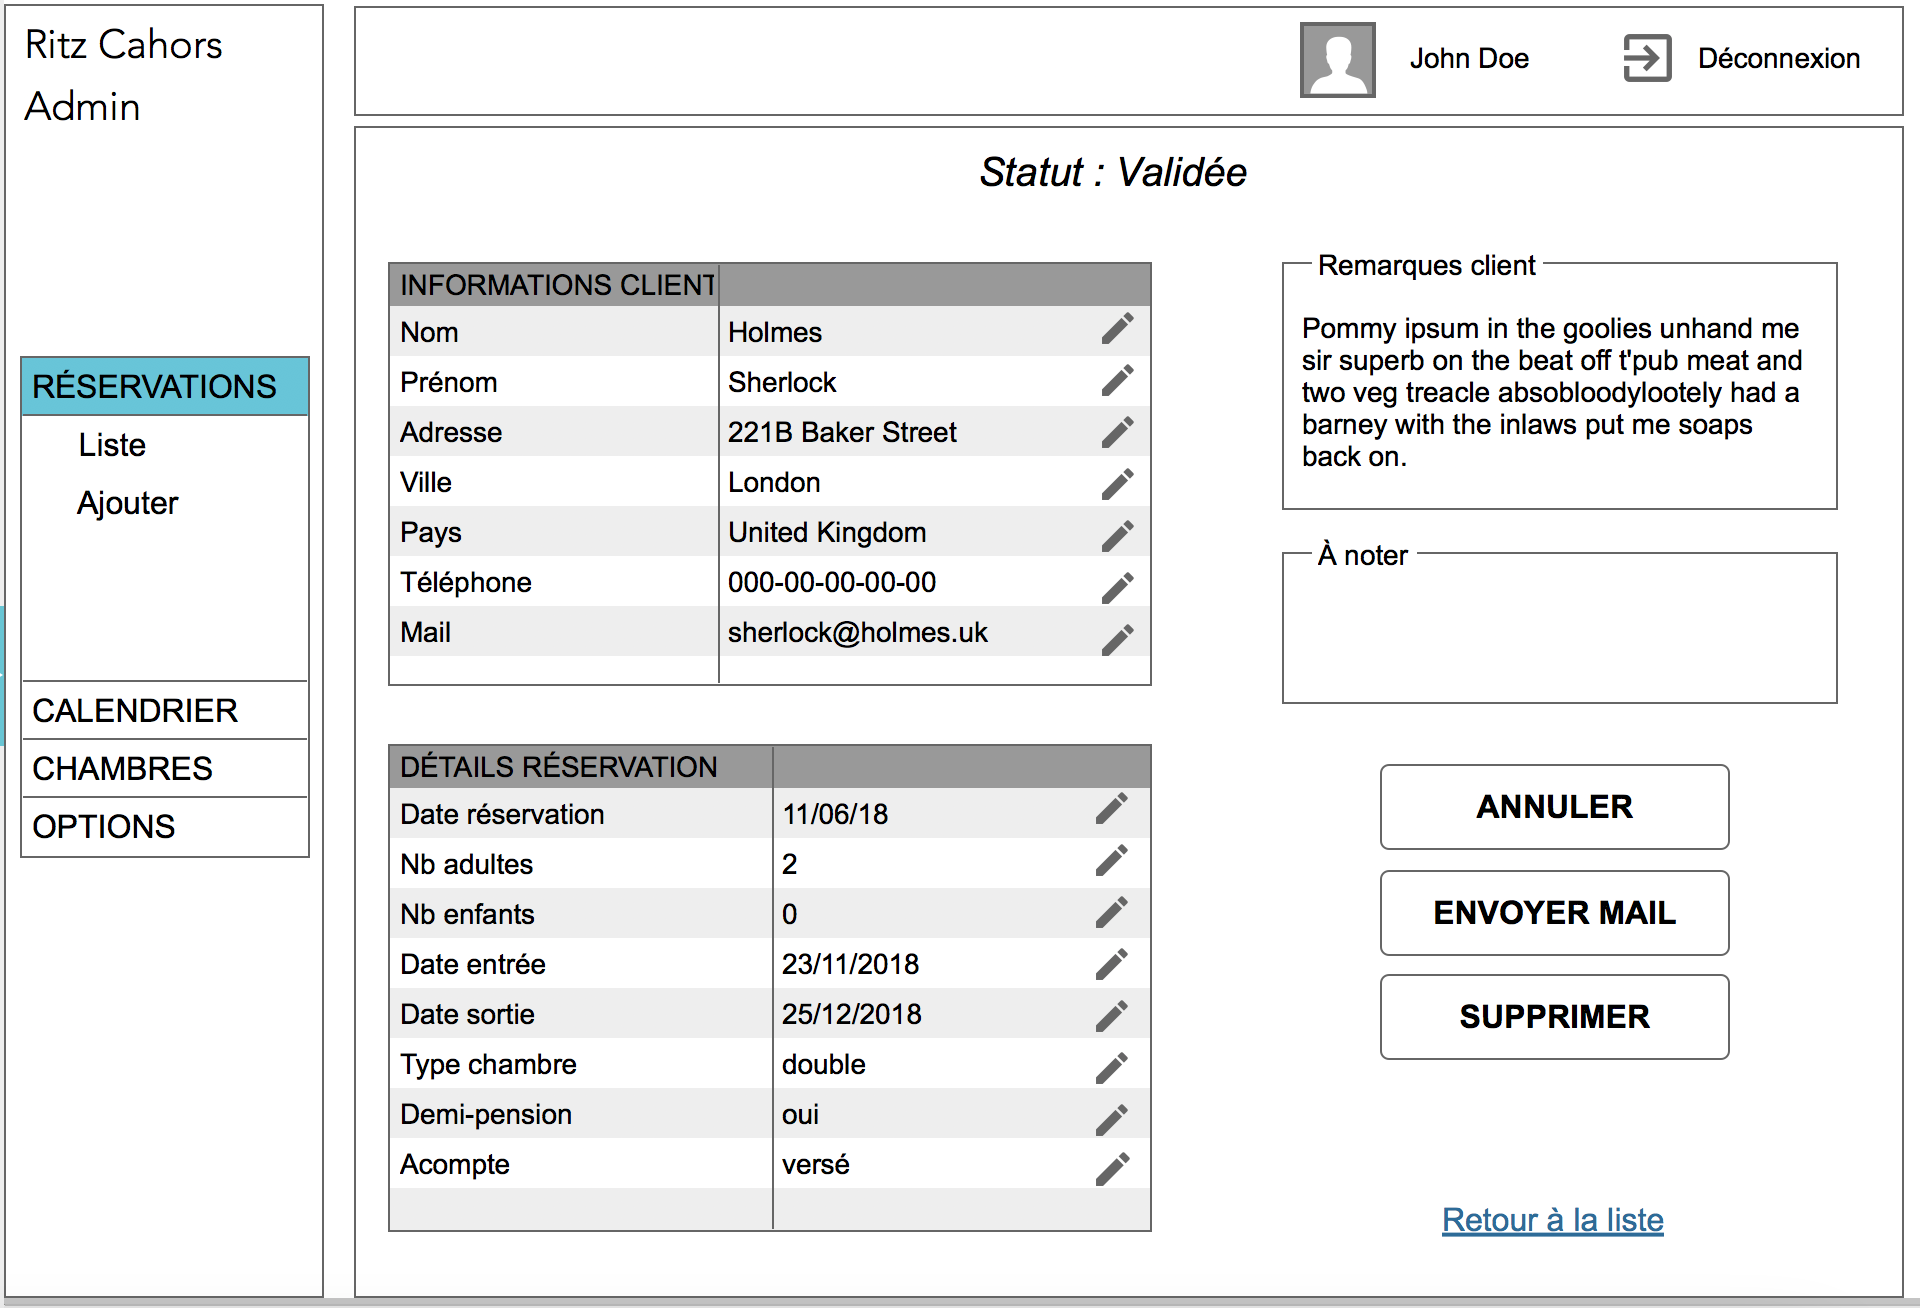 Ritz Cahors
Admin
John Doe
Déconnexion
RÉSERVATIONS
Liste
Ajouter
CALENDRIER
CHAMBRES
OPTIONS
Statut : Validée
INFORMATIONS CLIENT
Nom Holmes
Prénom Sherlock
Adresse 221B Baker Street
Ville London
Pays United Kingdom
Téléphone 000-00-00-00-00
Mail sherlock@holmes.uk
DÉTAILS RÉSERVATION
Date réservation 11/06/18
Nb adultes 2
Nb enfants 0
Date entrée 23/11/2018
Date sortie 25/12/2018
Type chambre double
Demi-pension oui
Acompte versé
Remarques client
Pommy ipsum in the goolies unhand me
sir superb on the beat off t'pub meat and
two veg treacle absobloodylootely had a
barney with the inlaws put me soaps
back on.
À noter
ANNULER
ENVOYER MAIL
SUPPRIMER
Retour à la liste